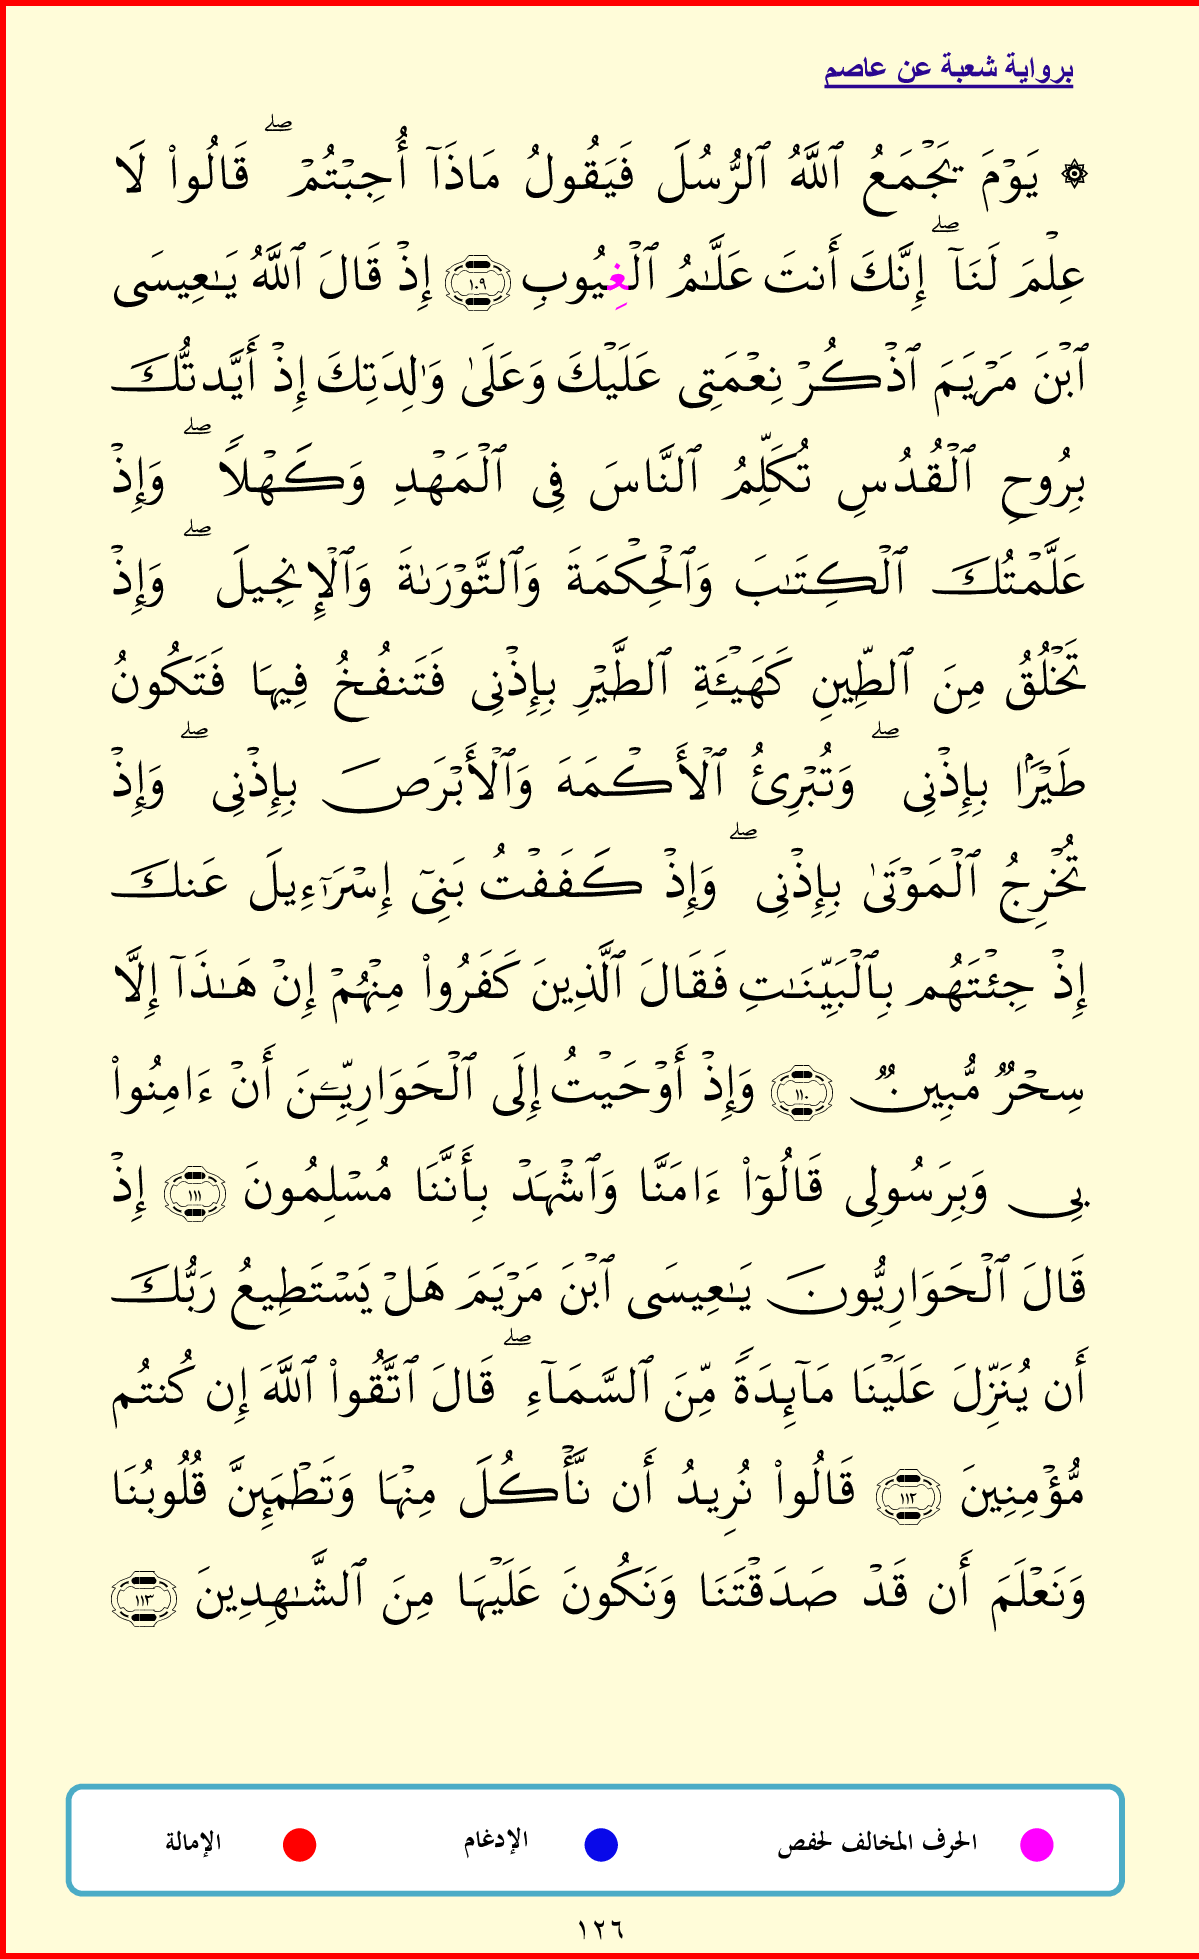 برواية شعبة عن عاصم
۞ يَوْمَ يَجْمَعُ ٱللَّهُ ٱلرُّسُلَ فَيَقُولُ مَاذَآ أُجِبْتُمْ ۖ قَالُوا۟ لَا
عِلْمَ لَنَآ ۖ إِنَّكَ أَنتَ عَلَّـٰمُ ٱلْغِيُوبِ ١٠٩ إِذْ قَالَ ٱللَّهُ يَـٰعِيسَى
ٱبْنَ مَرْيَمَ ٱذْكُرْ نِعْمَتِى عَلَيْكَ وَعَلَىٰ وَٰلِدَتِكَ إِذْ أَيَّدتُّكَ
بِرُوحِ ٱلْقُدُسِ تُكَلِّمُ ٱلنَّاسَ فِى ٱلْمَهْدِ وَكَهْلًا ۖ وَإِذْ
عَلَّمْتُكَ ٱلْكِتَـٰبَ وَٱلْحِكْمَةَ وَٱلتَّوْرَىٰةَ وَٱلْإِنجِيلَ ۖ وَإِذْ
تَخْلُقُ مِنَ ٱلطِّينِ كَهَيْـَٔةِ ٱلطَّيْرِ بِإِذْنِى فَتَنفُخُ فِيهَا فَتَكُونُ
طَيْرًۢا بِإِذْنِى ۖ وَتُبْرِئُ ٱلْأَكْمَهَ وَٱلْأَبْرَصَ بِإِذْنِى ۖ وَإِذْ
تُخْرِجُ ٱلْمَوْتَىٰ بِإِذْنِى ۖ وَإِذْ كَفَفْتُ بَنِىٓ إِسْرَٰٓءِيلَ عَنكَ
إِذْ جِئْتَهُم بِٱلْبَيِّنَـٰتِ فَقَالَ ٱلَّذِينَ كَفَرُوا۟ مِنْهُمْ إِنْ هَـٰذَآ إِلَّا
سِحْرٌ مُّبِينٌ ١١٠ وَإِذْ أَوْحَيْتُ إِلَى ٱلْحَوَارِيِّـۧنَ أَنْ ءَامِنُوا۟
بِى وَبِرَسُولِى قَالُوٓا۟ ءَامَنَّا وَٱشْهَدْ بِأَنَّنَا مُسْلِمُونَ ١١١ إِذْ
قَالَ ٱلْحَوَارِيُّونَ يَـٰعِيسَى ٱبْنَ مَرْيَمَ هَلْ يَسْتَطِيعُ رَبُّكَ
أَن يُنَزِّلَ عَلَيْنَا مَآئِدَةً مِّنَ ٱلسَّمَآءِ ۖ قَالَ ٱتَّقُوا۟ ٱللَّهَ إِن كُنتُم
مُّؤْمِنِينَ ١١٢ قَالُوا۟ نُرِيدُ أَن نَّأْكُلَ مِنْهَا وَتَطْمَئِنَّ قُلُوبُنَا
وَنَعْلَمَ أَن قَدْ صَدَقْتَنَا وَنَكُونَ عَلَيْهَا مِنَ ٱلشَّـٰهِدِينَ ١١٣
الحرف المخالف لحفص الإدغام الإمالة
١٢٦